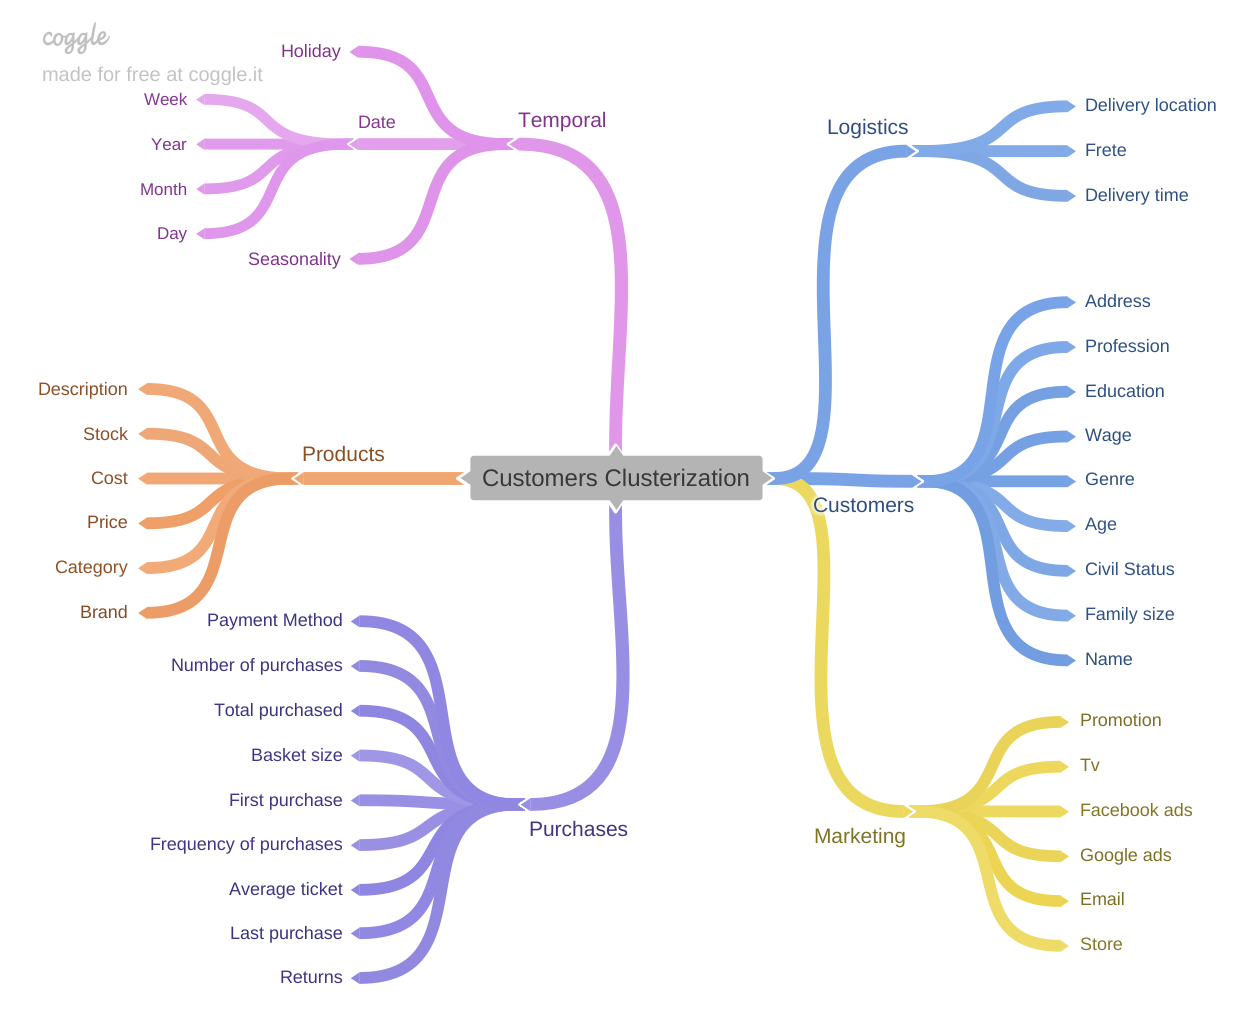 coggle
made for free at coggle.it
Temporal
Holiday
Date
Week
Year
Month
Day
Seasonality
Products
Description
Stock
Cost
Price
Category
Brand
Customers Clusterization
Purchases
Payment Method
Number of purchases
Total purchased
Basket size
First purchase
Frequency of purchases
Average ticket
Last purchase
Returns
Logistics
Delivery location
Frete
Delivery time
Customers
Address
Profession
Education
Wage
Genre
Age
Civil Status
Family size
Name
Marketing
Promotion
Tv
Facebook ads
Google ads
Email
Store